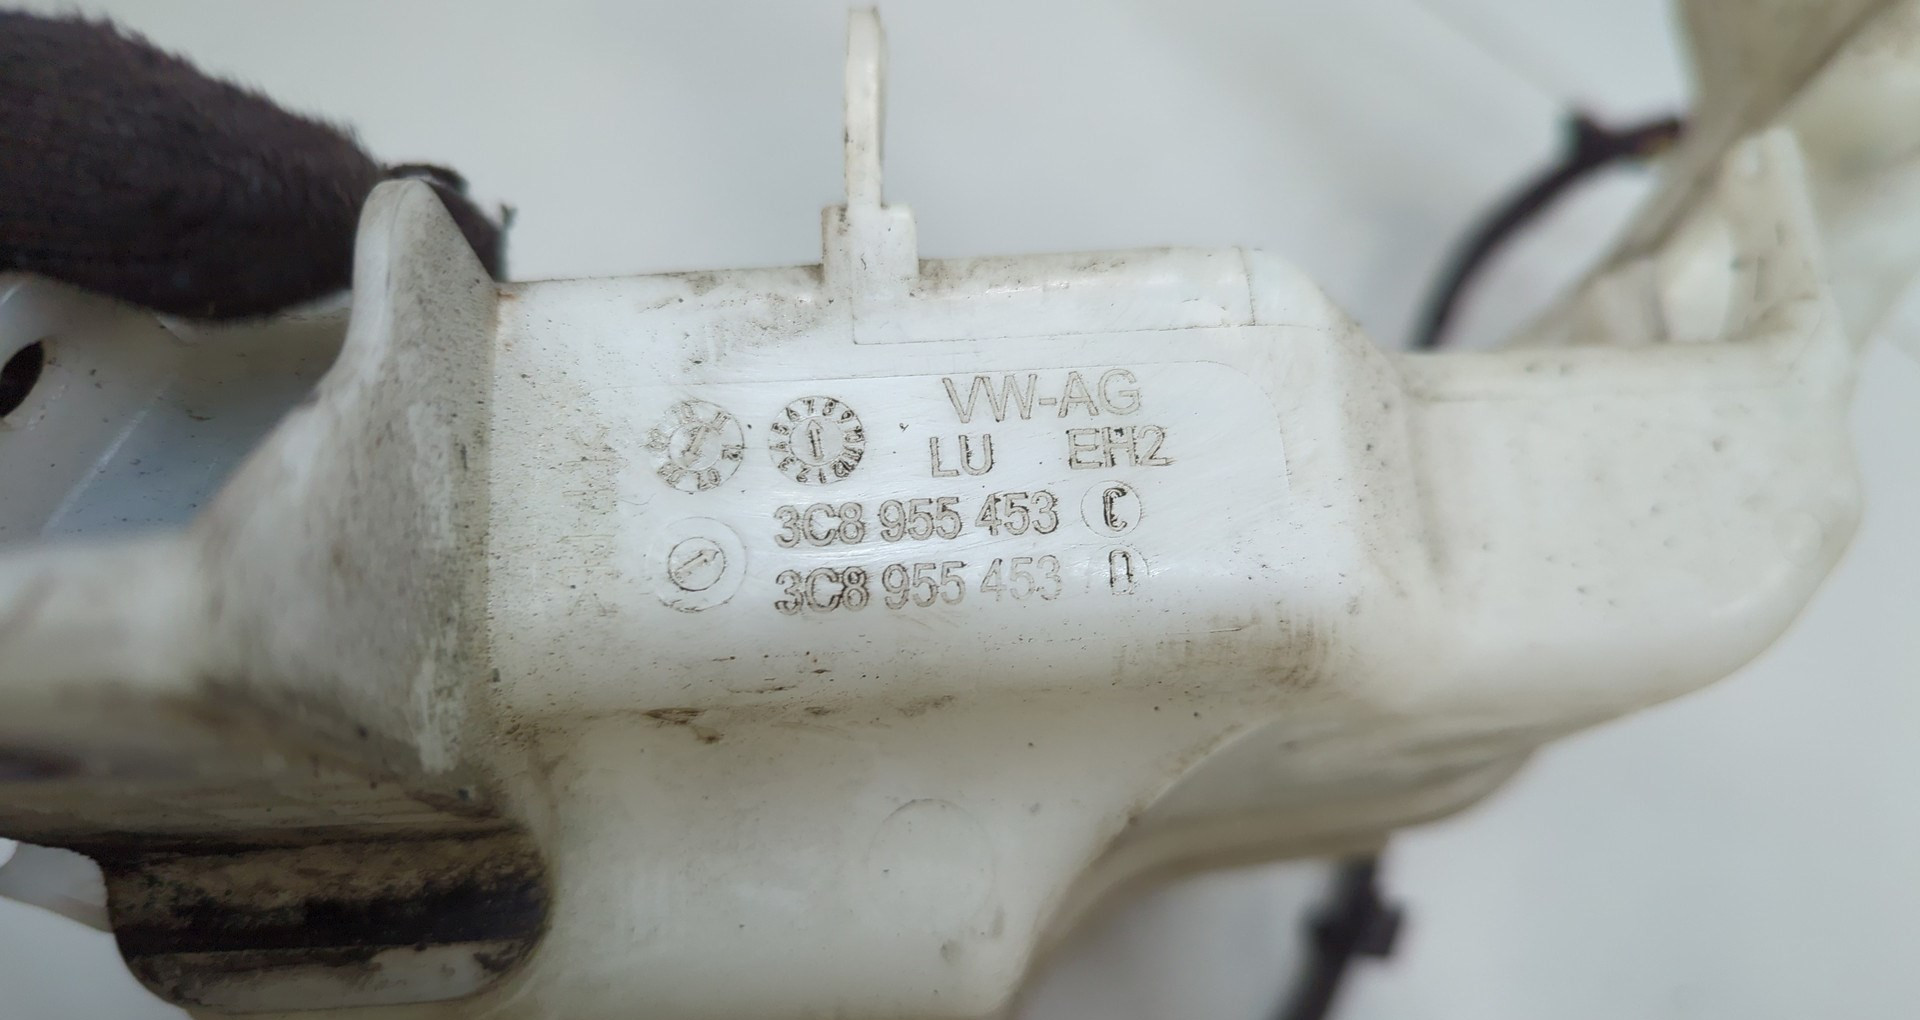 VW-AG
LU EH2
3C8 955 453 C
3C8 955 453 D